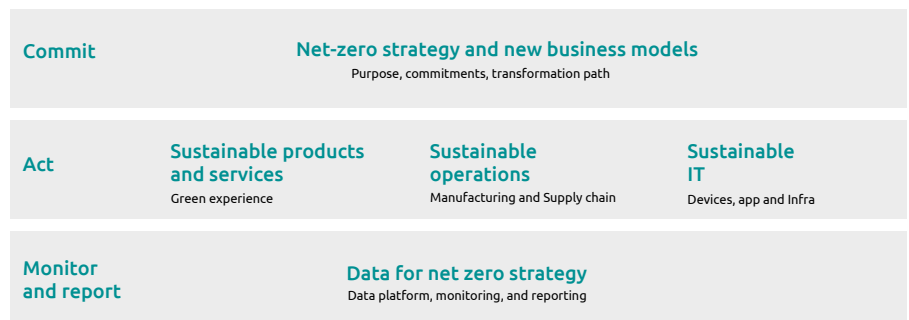 Commit
Net-zero strategy and new business models
Purpose, commitments, transformation path
Act
Sustainable products
and services
Green experience
Sustainable
operations
Manufacturing and Supply chain
Sustainable
IT
Devices, app and Infra
Monitor
and report
Data for net zero strategy
Data platform, monitoring, and reporting